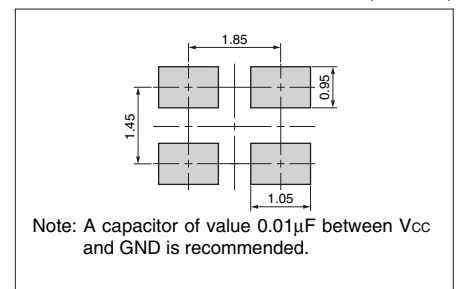 1.85
0.95
1.45
1.05
Note: A capacitor of value 0.01µF between Vcc
and GND is recommended.